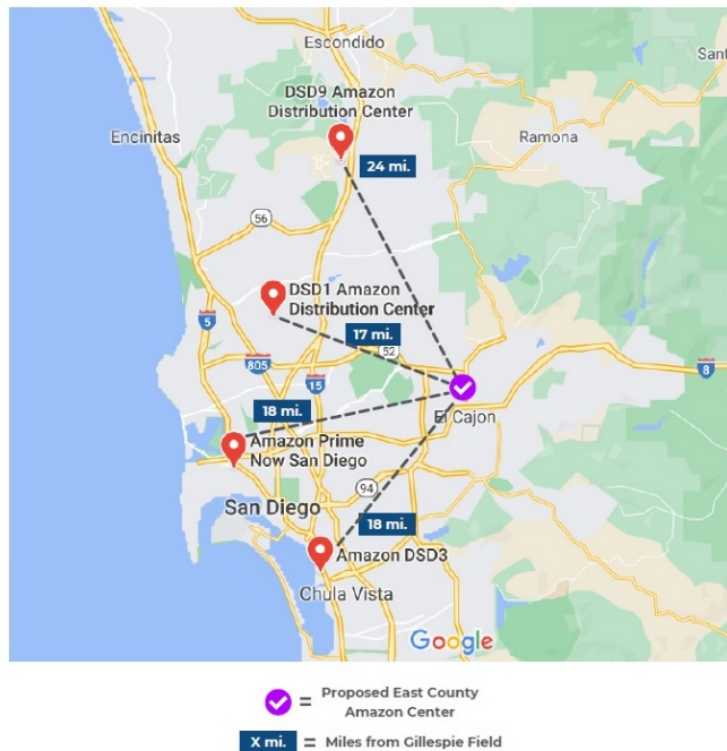 Escondido
Sant
DSD9 Amazon
Distribution Center
Encinitas
Ramona
24 mi.
56
DSD1 Amazon
Distribution Center
5
17 mi.
52
805
15
8
18 mi.
El Cajon
Amazon Prime
Now San Diego
94
San Diego
18 mi.
Amazon DSD3
Chula Vista
Google
= Proposed East County
Amazon Center
X mi. = Miles from Gillespie Field